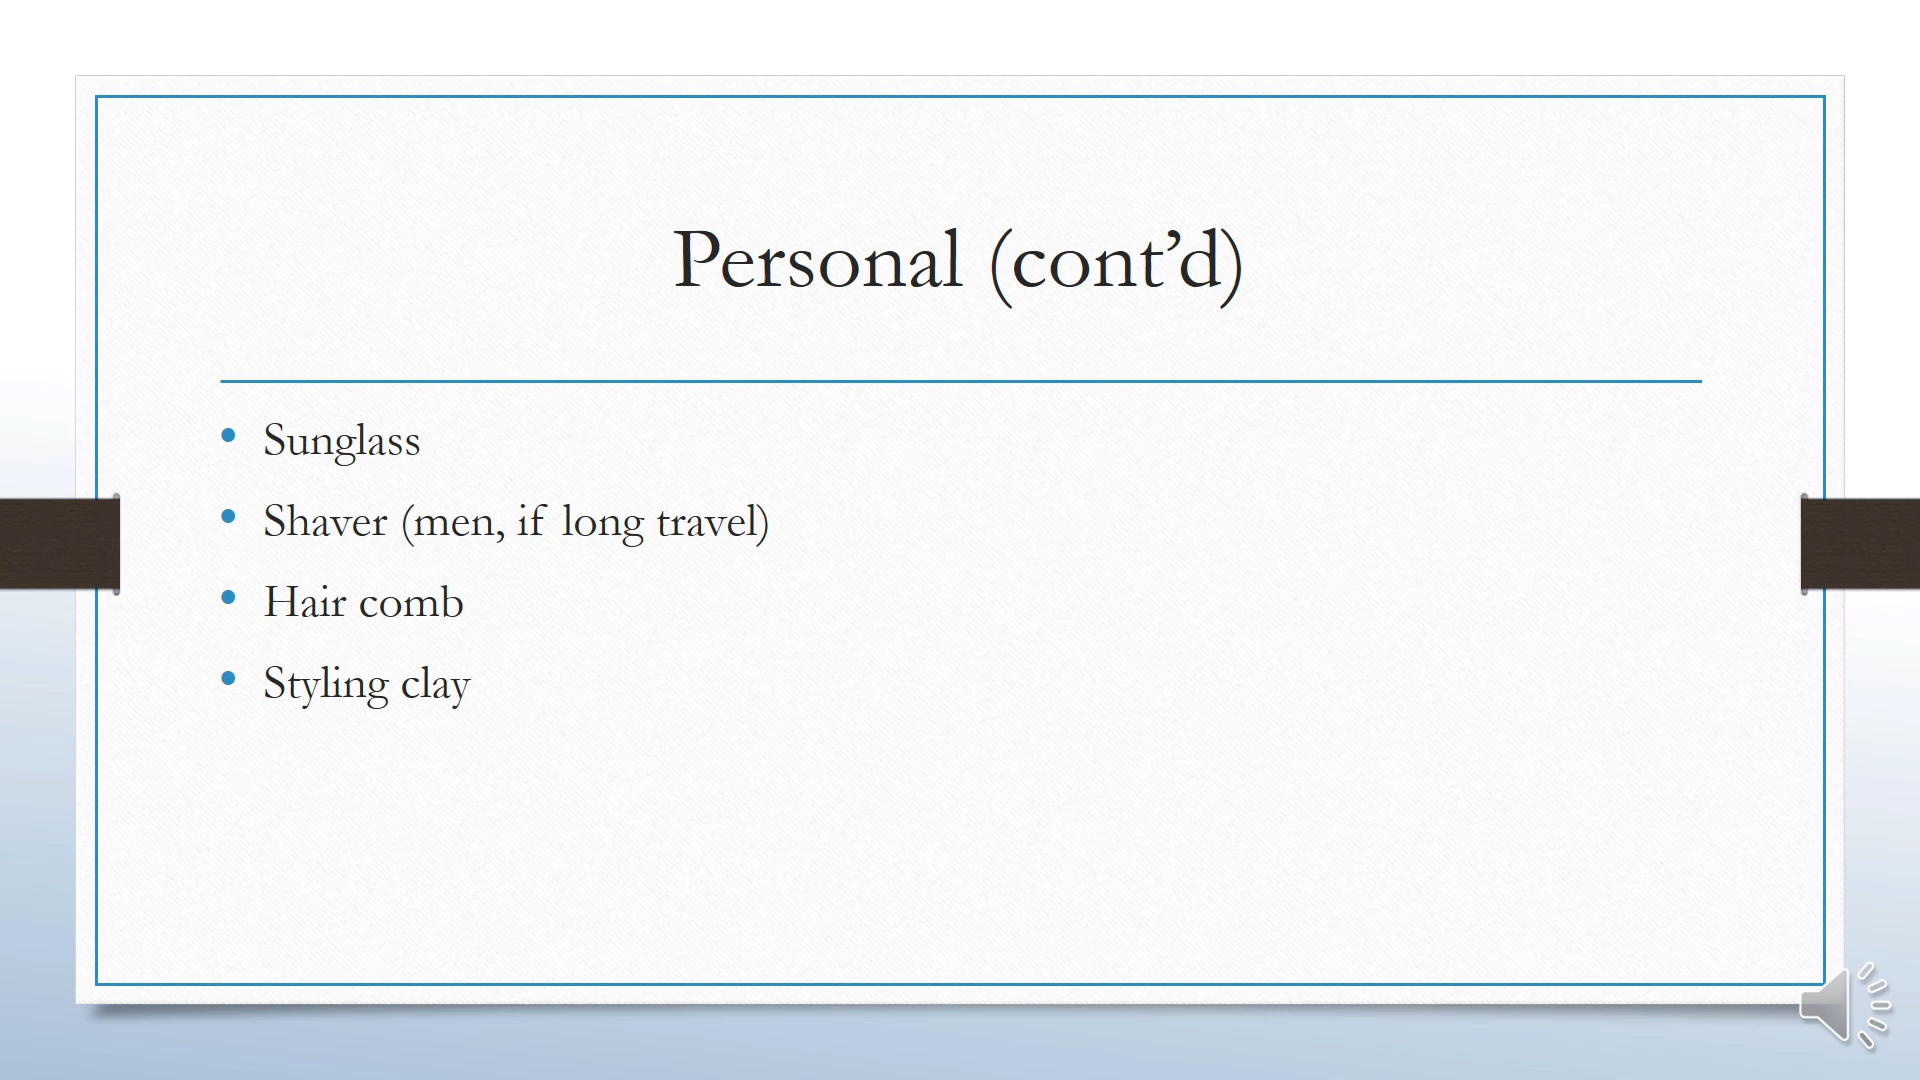 Personal (cont’d)
• Sunglass
• Shaver (men, if long travel)
• Hair comb
• Styling clay